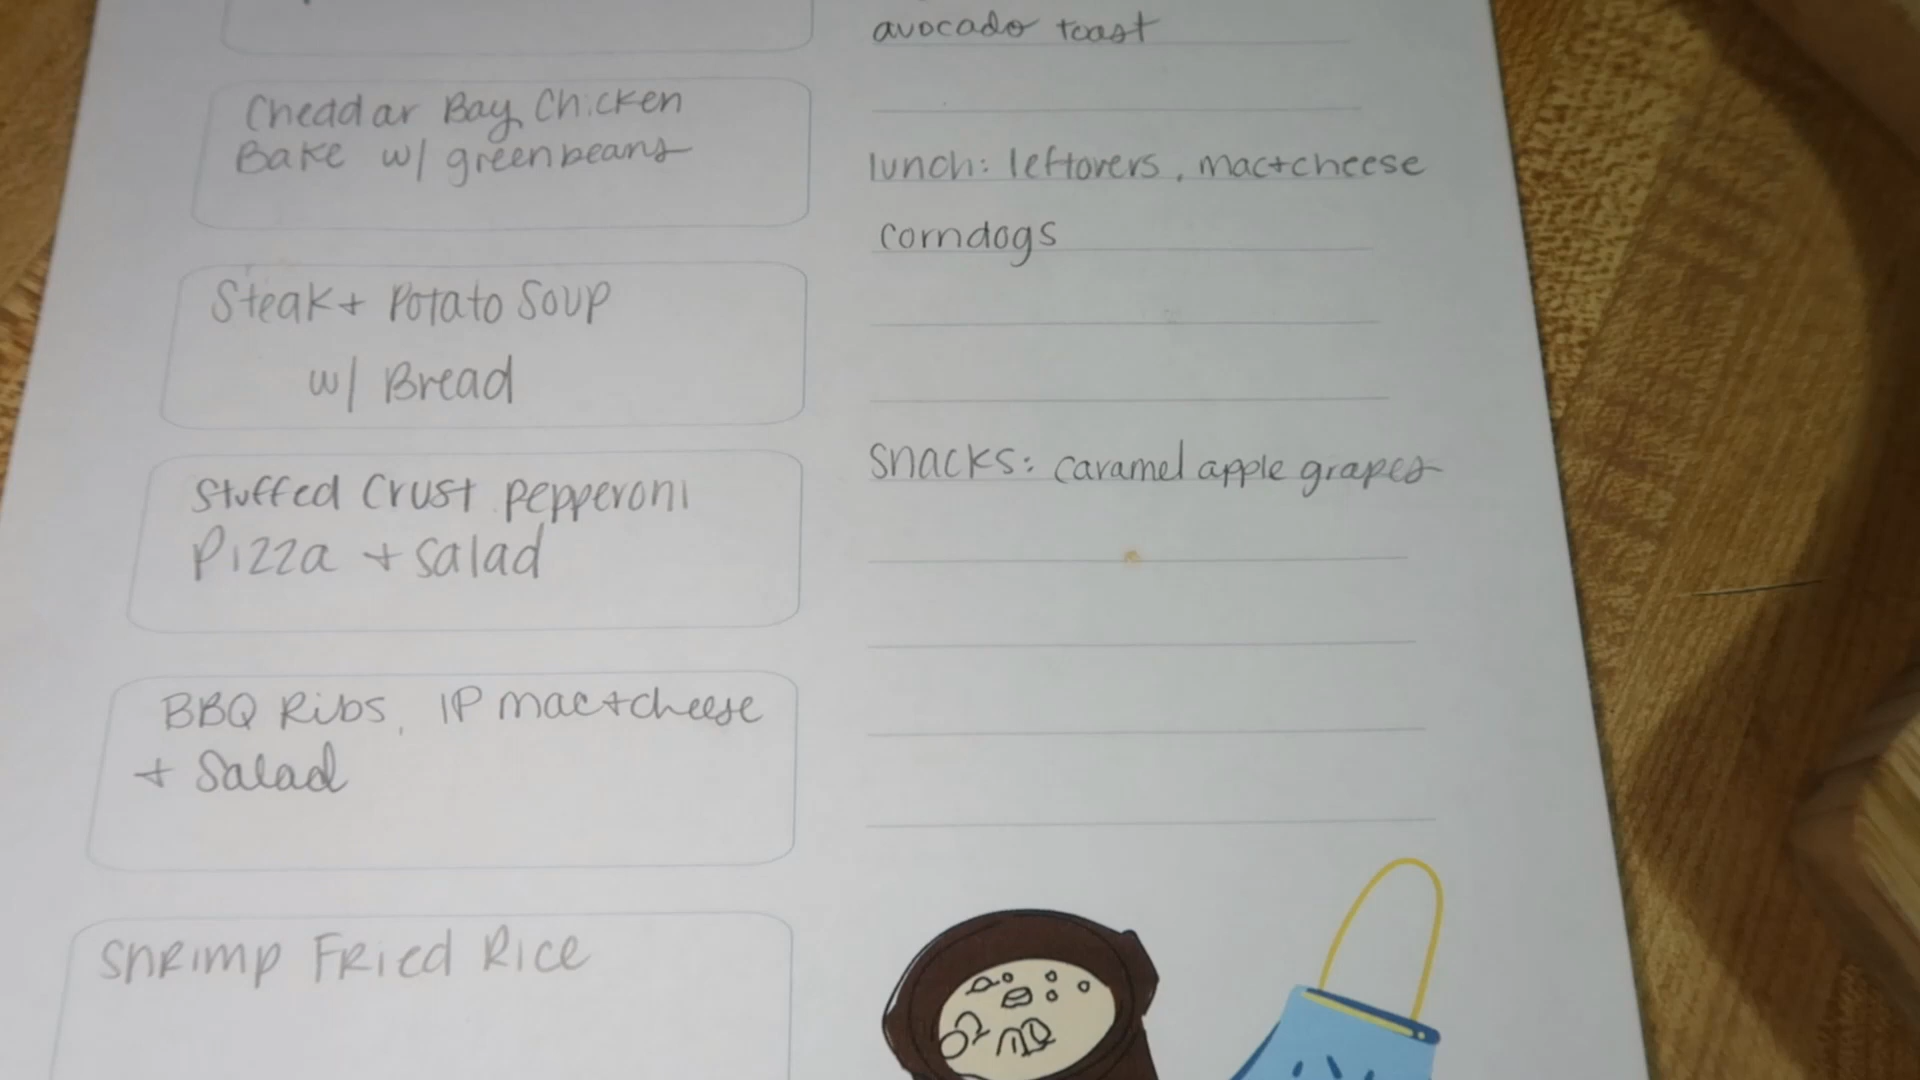 Cheddar Bay Chicken
Bake w/ greenbeans
Steak + Potato Soup
w/ Bread
Stuffed Crust pepperoni
Pizza + Salad
BBQ Ribs, IP mac+cheese
+ Salad
Shrimp Fried Rice
avocado toast
lunch: leftovers, mac+cheese
corndogs
snacks: caramel apple grapes